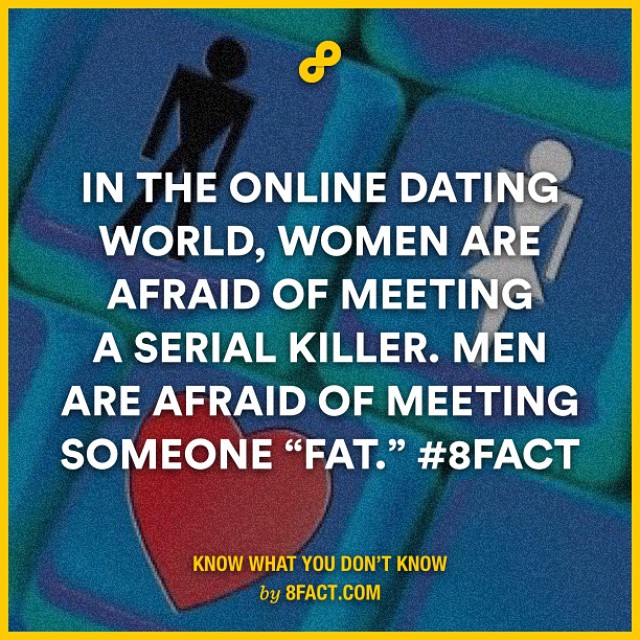 IN THE ONLINE DATING
WORLD, WOMEN ARE
AFRAID OF MEETING
A SERIAL KILLER. MEN
ARE AFRAID OF MEETING
SOMEONE “FAT.” #8FACT
KNOW WHAT YOU DON’T KNOW
by 8FACT.COM